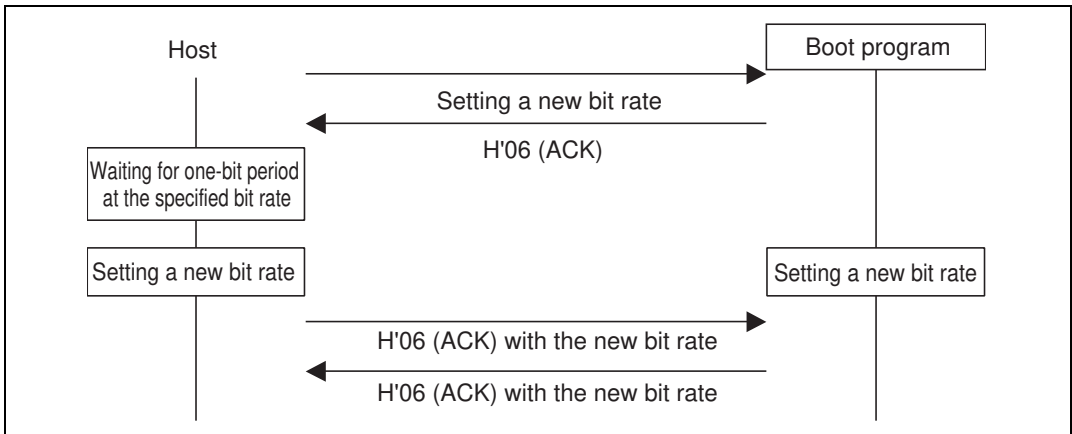 Host
Boot program
Setting a new bit rate
H'06 (ACK)
Waiting for one-bit period
at the specified bit rate
Setting a new bit rate
Setting a new bit rate
H'06 (ACK) with the new bit rate
H'06 (ACK) with the new bit rate